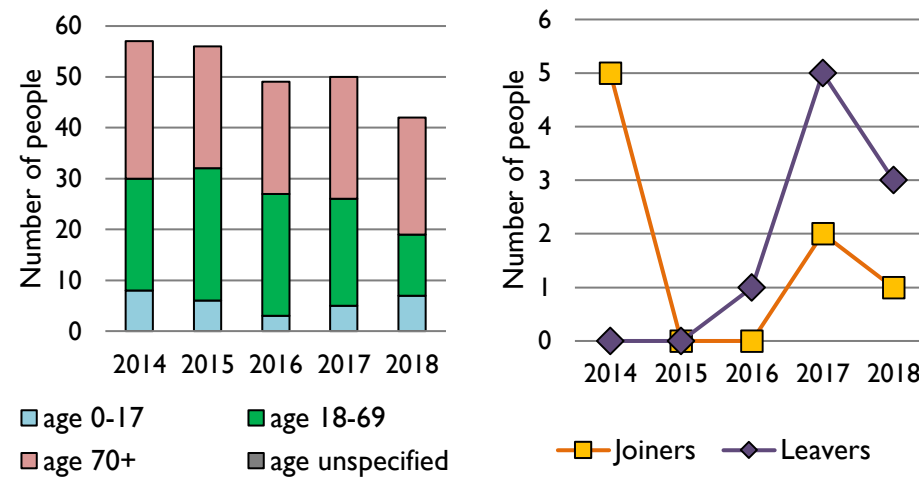 Number of people
60
50
40
30
20
10
0
2014 2015 2016 2017 2018
age 0-17 age 18-69
age 70+ age unspecified
Number of people
6
5
4
3
2
1
0
2014 2015 2016 2017 2018
Joiners Leavers